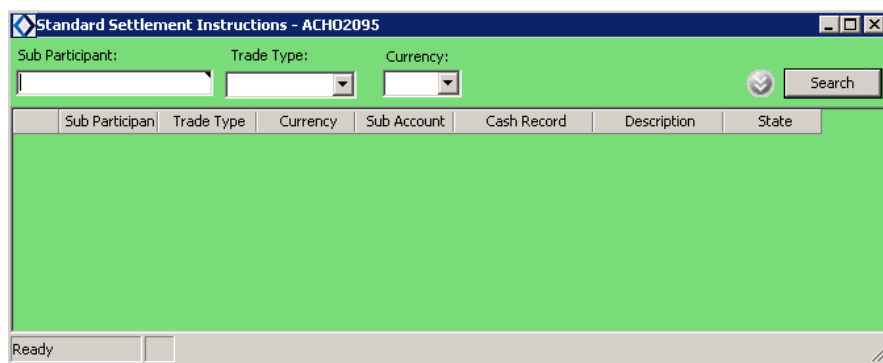 Standard Settlement Instructions - ACHO2095
Sub Participant: Trade Type: Currency:
Search
Sub Participan Trade Type Currency Sub Account Cash Record Description State
Ready